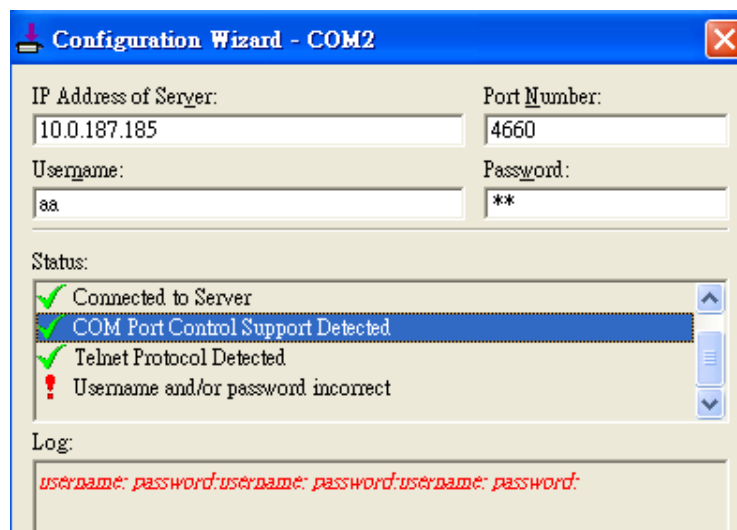 Configuration Wizard - COM2
IP Address of Server: Port Number:
10.0.187.185 4660
Username: Password:
aa **
Status:
Connected to Server
COM Port Control Support Detected
Telnet Protocol Detected
Username and/or password incorrect
Log:
username: password:username: password:username: password: